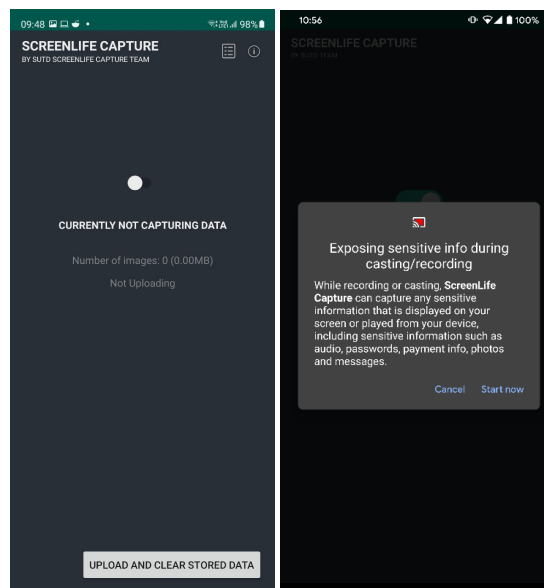 09:48
98%
SCREENLIFE CAPTURE
BY SUTD SCREENLIFE CAPTURE TEAM
CURRENTLY NOT CAPTURING DATA
Number of images: 0 (0.00MB)
Not Uploading
UPLOAD AND CLEAR STORED DATA
10:56
100%
SCREENLIFE CAPTURE
BY SUTD TEAM
Exposing sensitive info during
casting/recording
While recording or casting, ScreenLife
Capture can capture any sensitive
information that is displayed on your
screen or played from your device,
including sensitive information such as
audio, passwords, payment info, photos
and messages.
Cancel
Start now